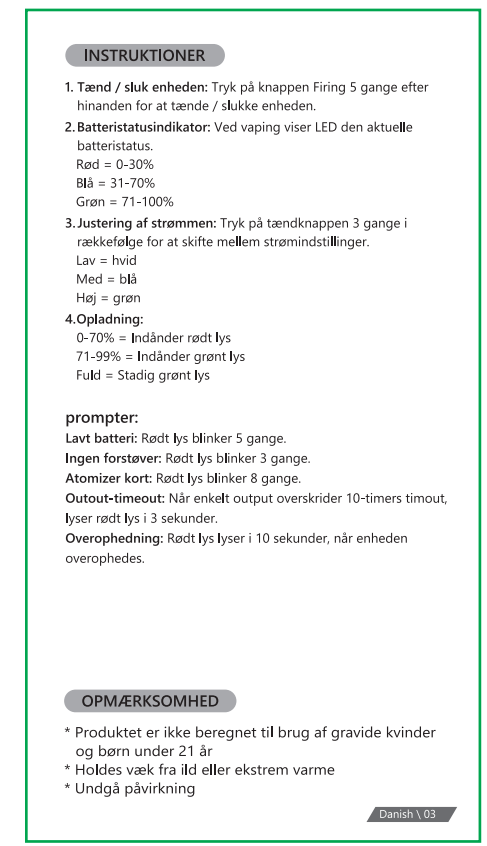 INSTRUKTIONER
1. Tænd / sluk enheden: Tryk på knappen Firing 5 gange efter
hinanden for at tænde / slukke enheden.
2. Batteristatusindikator: Ved vaping viser LED den aktuelle
batteristatus.
Rød = 0-30%
Blå = 31-70%
Grøn = 71-100%
3. Justering af strømmen: Tryk på tændknappen 3 gange i
rækkefølge for at skifte mellem strømindstillinger.
Lav = hvid
Med = blå
Høj = grøn
4.Opladning:
0-70% = Indånder rødt lys
71-99% = Indånder grønt lys
Fuld = Stadig grønt lys
prompter:
Lavt batteri: Rødt lys blinker 5 gange.
Ingen forstøver: Rødt lys blinker 3 gange.
Atomizer kort: Rødt lys blinker 8 gange.
Outout-timeout: Når enkelt output overskrider 10-timers timout,
lyser rødt lys i 3 sekunder.
Overophedning: Rødt lys lyser i 10 sekunder, når enheden
overophedes.
OPMÆRKSOMHED
* Produktet er ikke beregnet til brug af gravide kvinder
og børn under 21 år
* Holdes væk fra ild eller ekstrem varme
* Undgå påvirkning
Danish \ 03